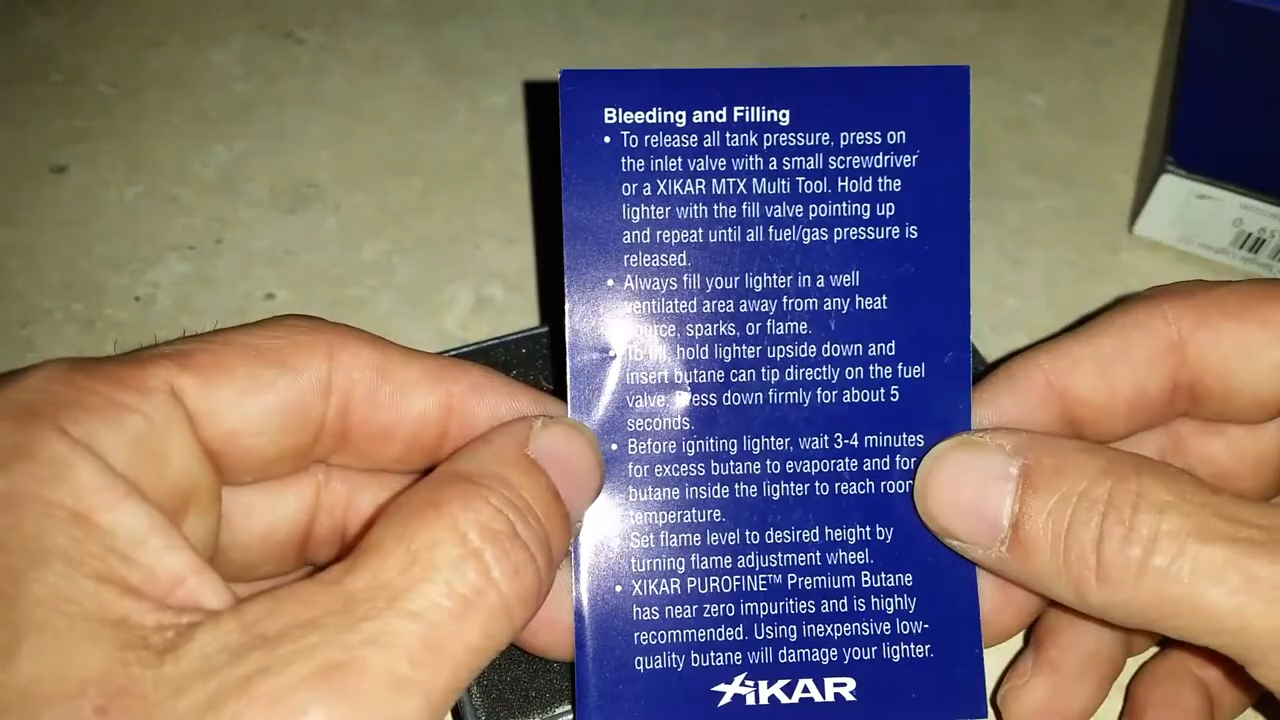 Bleeding and Filling
• To release all tank pressure, press on
the inlet valve with a small screwdriver
or a XIKAR MTX Multi Tool. Hold the
lighter with the fill valve pointing up
and repeat until all fuel/gas pressure is
released.
• Always fill your lighter in a well
ventilated area away from any heat
source, sparks, or flame.
• To fill, hold lighter upside down and
insert butane can tip directly on the fuel
valve. Press down firmly for about 5
seconds.
• Before igniting lighter, wait 3-4 minutes
for excess butane to evaporate and for
butane inside the lighter to reach room
temperature.
Set flame level to desired height by
turning flame adjustment wheel.
• XIKAR PUROFINE™ Premium Butane
has near zero impurities and is highly
recommended. Using inexpensive low-
quality butane will damage your lighter.
XIKAR